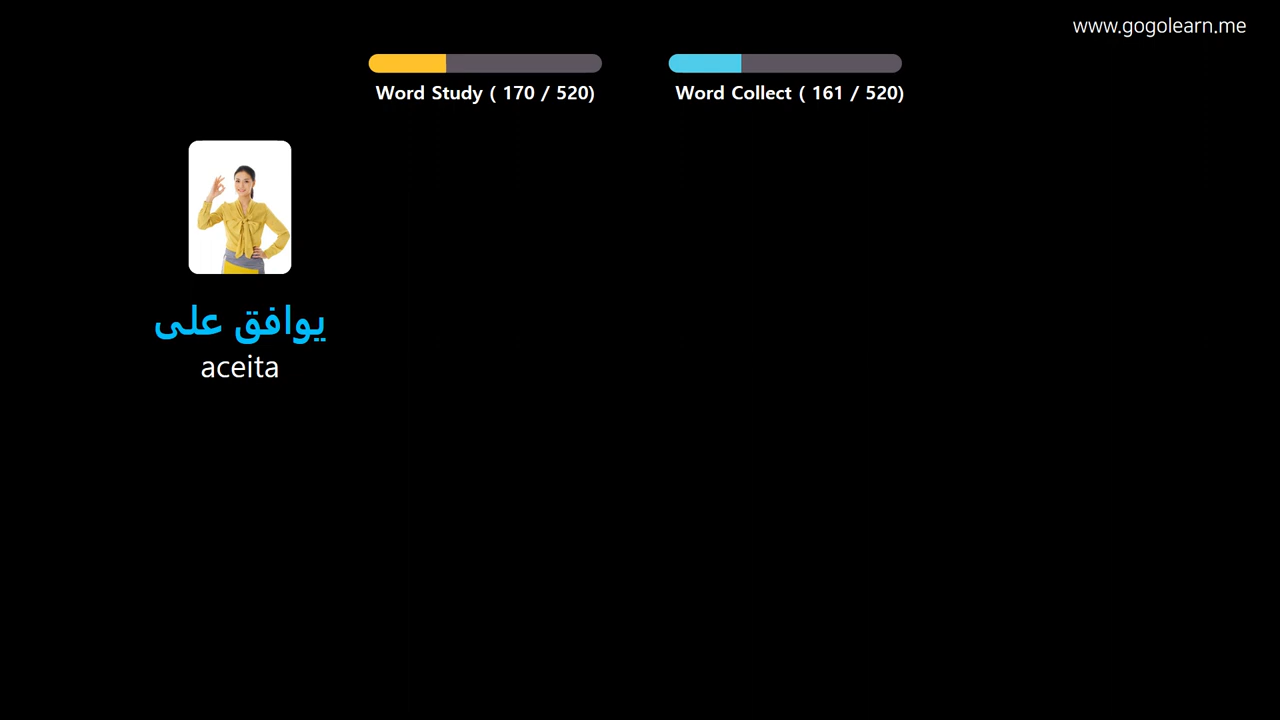 www.gogolearn.me
Word Study ( 170 / 520)
Word Collect ( 161 / 520)
يوافق على
aceita